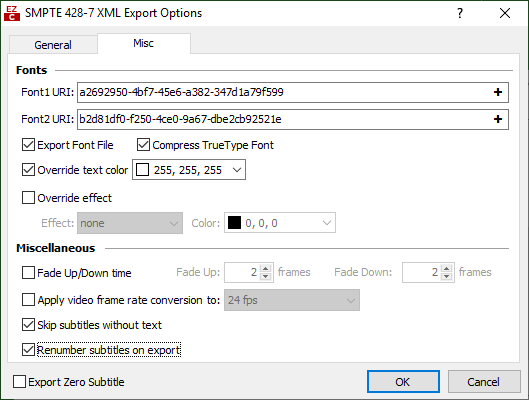 EZ C SMPTE 428-7 XML Export Options ?
General Misc
Fonts
Font1 URI: a2692950-4bf7-45e6-a382-347d1a79f599 +
Font2 URI: b2d81df0-f250-4ce0-9a67-dbe2cb92521e +
Export Font File Compress TrueType Font
Override text color 255, 255, 255
Override effect
Effect: none Color: 0, 0, 0
Miscellaneous
Fade Up/Down time Fade Up: 2 frames Fade Down: 2 frames
Apply video frame rate conversion to: 24 fps
Skip subtitles without text
Renumber subtitles on export
Export Zero Subtitle OK Cancel